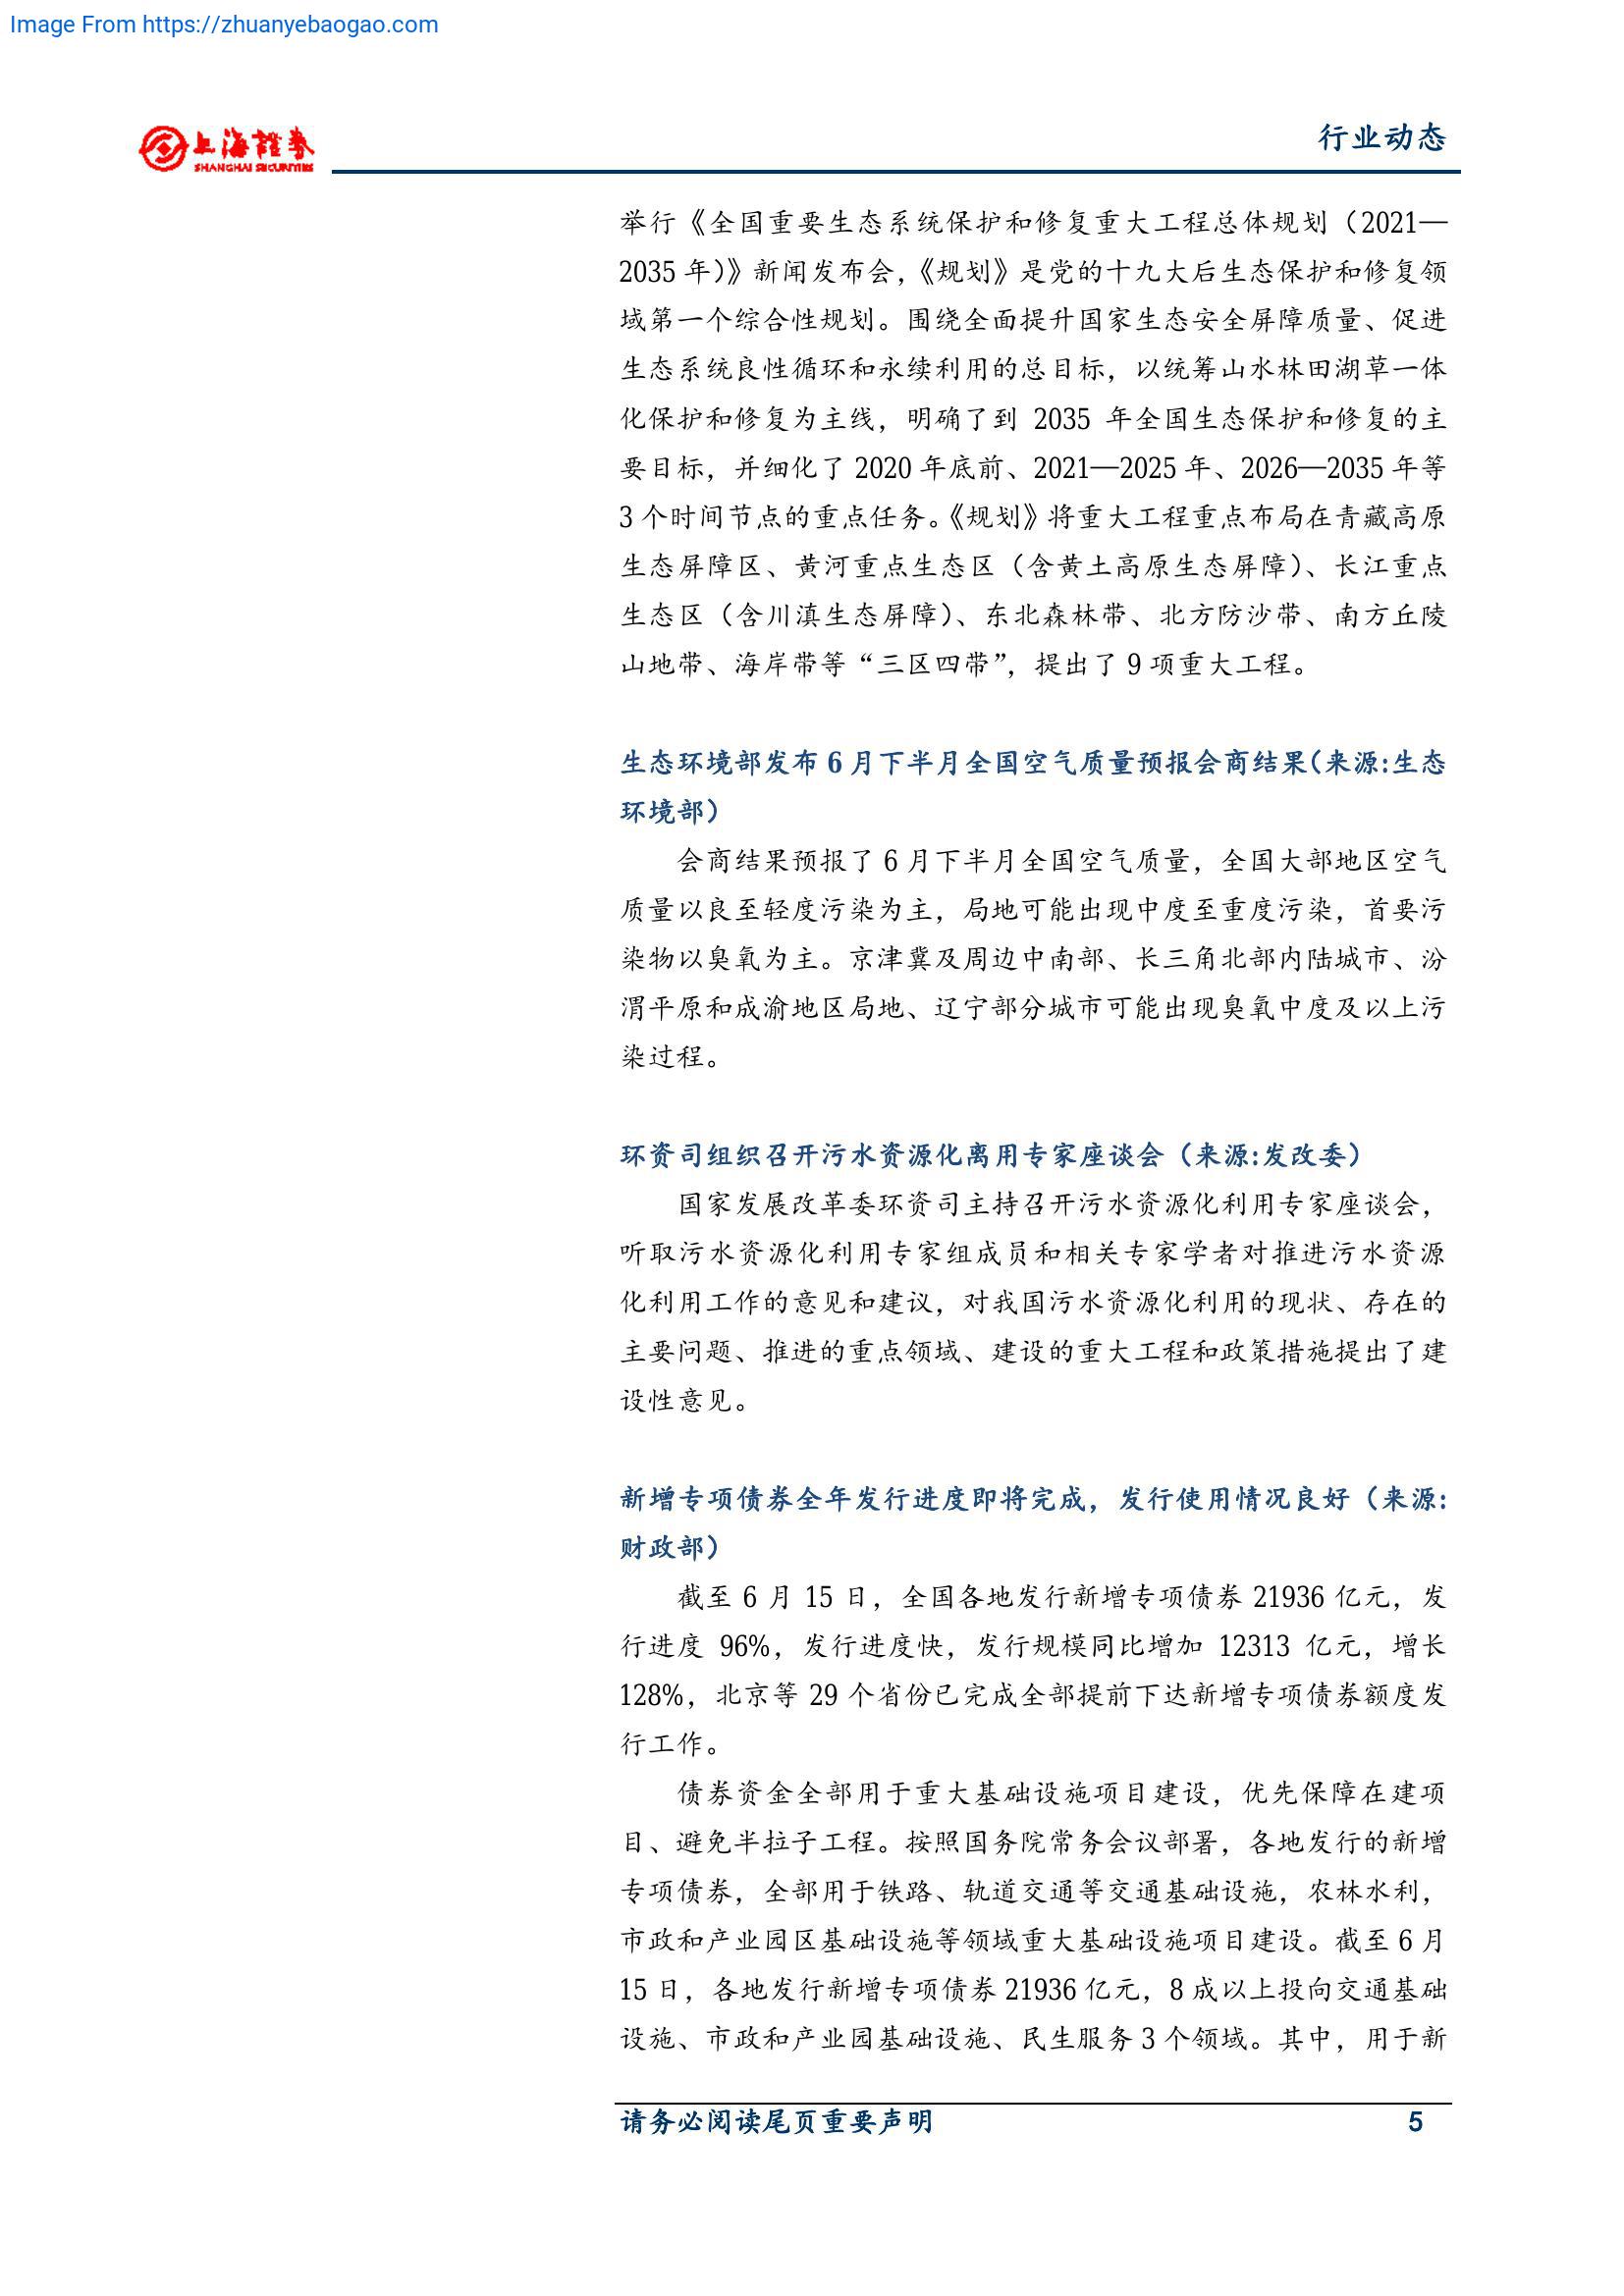 Image From https://zhuanyebaogao.com
上海證券
SHANGHAI SECURITIES
行业动态
举行《全国重要生态系统保护和修复重大工程总体规划（2021—
2035 年）》新闻发布会，《规划》是党的十九大后生态保护和修复领
域第一个综合性规划。围绕全面提升国家生态安全屏障质量、促进
生态系统良性循环和永续利用的总目标，以统筹山水林田湖草一体
化保护和修复为主线，明确了到 2035 年全国生态保护和修复的主
要目标，并细化了 2020 年底前、2021—2025 年、2026—2035 年等
3 个时间节点的重点任务。《规划》将重大工程重点布局在青藏高原
生态屏障区、黄河重点生态区（含黄土高原生态屏障）、长江重点
生态区（含川滇生态屏障）、东北森林带、北方防沙带、南方丘陵
山地带、海岸带等“三区四带”，提出了 9 项重大工程。
生态环境部发布 6 月下半月全国空气质量预报会商结果（来源:生态
环境部）
会商结果预报了 6 月下半月全国空气质量，全国大部地区空气
质量以良至轻度污染为主，局地可能出现中度至重度污染，首要污
染物以臭氧为主。京津冀及周边中南部、长三角北部内陆城市、汾
渭平原和成渝地区局地、辽宁部分城市可能出现臭氧中度及以上污
染过程。
环资司组织召开污水资源化离用专家座谈会（来源:发改委）
国家发展改革委环资司主持召开污水资源化利用专家座谈会，
听取污水资源化利用专家组成员和相关专家学者对推进污水资源
化利用工作的意见和建议，对我国污水资源化利用的现状、存在的
主要问题、推进的重点领域、建设的重大工程和政策措施提出了建
设性意见。
新增专项债券全年发行进度即将完成，发行使用情况良好（来源:
财政部）
截至 6 月 15 日，全国各地发行新增专项债券 21936 亿元，发
行进度 96%，发行进度快，发行规模同比增加 12313 亿元，增长
128%，北京等 29 个省份已完成全部提前下达新增专项债券额度发
行工作。
债券资金全部用于重大基础设施项目建设，优先保障在建项
目、避免半拉子工程。按照国务院常务会议部署，各地发行的新增
专项债券，全部用于铁路、轨道交通等交通基础设施，农林水利，
市政和产业园区基础设施等领域重大基础设施项目建设。截至 6 月
15 日，各地发行新增专项债券 21936 亿元，8 成以上投向交通基础
设施、市政和产业园基础设施、民生服务 3 个领域。其中，用于新
请务必阅读尾页重要声明
5